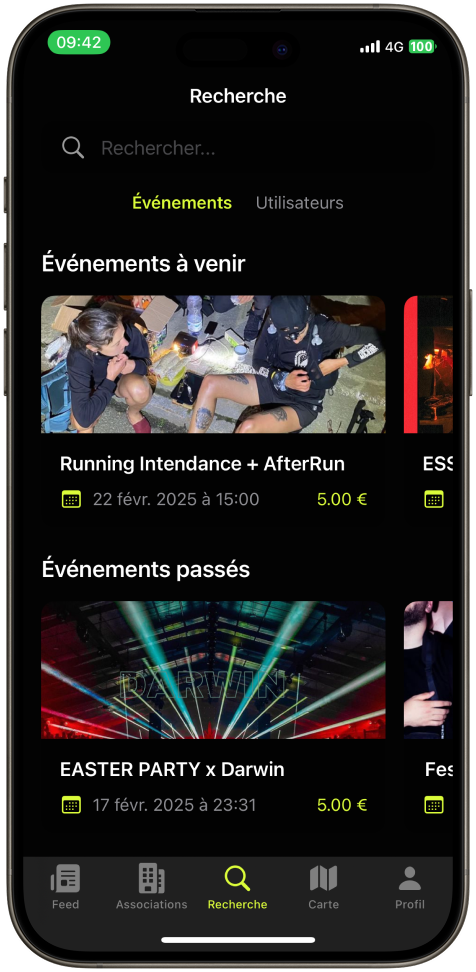 09:42
4G 100
Recherche
Rechercher...
Événements Utilisateurs
Événements à venir
Running Intendance + AfterRun
ESS
22 févr. 2025 à 15:00 5.00 €
Événements passés
DARWIN
EASTER PARTY x Darwin
Fes
17 févr. 2025 à 23:31 5.00 €
Feed Associations Recherche Carte Profil